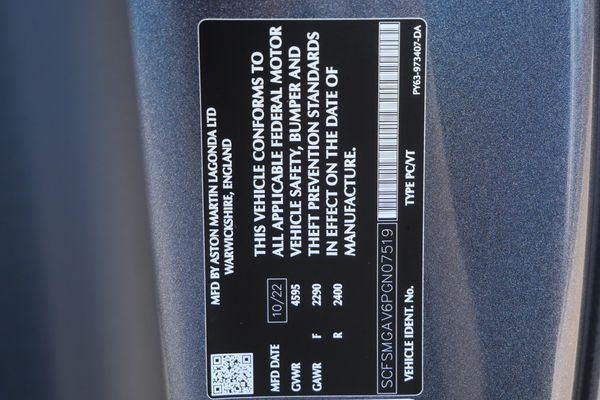 MFD BY ASTON MARTIN LAGONDA LTD
WARWICKSHIRE, ENGLAND
THIS VEHICLE CONFORMS TO
ALL APPLICABLE FEDERAL MOTOR
VEHICLE SAFETY, BUMPER AND
THEFT PREVENTION STANDARDS
IN EFFECT ON THE DATE OF
MANUFACTURE.
MFD DATE 10/22
GVWR 4595
GAWR F 2290
R 2400
SCFSMGAV6PGN07519
VEHICLE IDENT. No. TYPE PC/VT
PY63-973407-DA